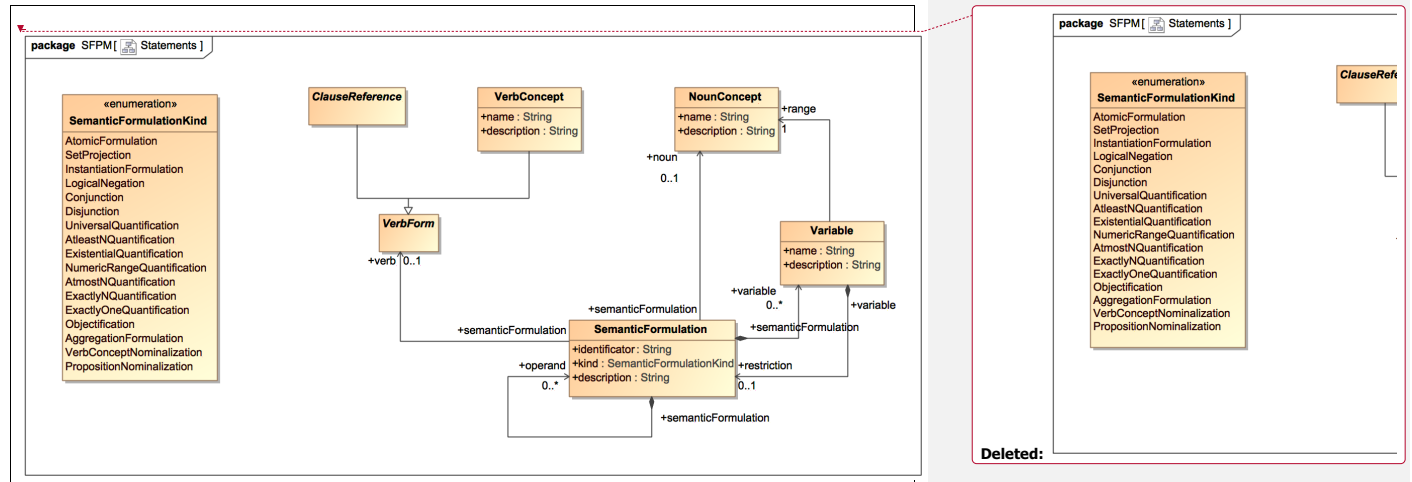 package SFPM[ Statements ]
«enumeration»
SemanticFormulationKind
AtomicFormulation
SetProjection
InstantiationFormulation
LogicalNegation
Conjunction
Disjunction
UniversalQuantification
AtleastNQuantification
ExistentialQuantification
NumericRangeQuantification
AtmostNQuantification
ExactlyNQuantification
ExactlyOneQuantification
Objectification
AggregationFormulation
VerbConceptNominalization
PropositionNominalization
ClauseReference
VerbConcept
+name : String
+description : String
NounConcept
+name : String
+description : String
+range
1
+noun
0..1
VerbForm
+verb 0..1
Variable
+name : String
+description : String
+variable
0..*
+variable
+semanticFormulation
+semanticFormulation
+semanticFormulation
SemanticFormulation
+identificator : String
+kind : SemanticFormulationKind
+description : String
+operand
0..*
+restriction
0..1
+semanticFormulation
package SFPM[ Statements ]
«enumeration»
SemanticFormulationKind
AtomicFormulation
SetProjection
InstantiationFormulation
LogicalNegation
Conjunction
Disjunction
UniversalQuantification
AtleastNQuantification
ExistentialQuantification
NumericRangeQuantification
AtmostNQuantification
ExactlyNQuantification
ExactlyOneQuantification
Objectification
AggregationFormulation
VerbConceptNominalization
PropositionNominalization
ClauseRefe
Deleted: